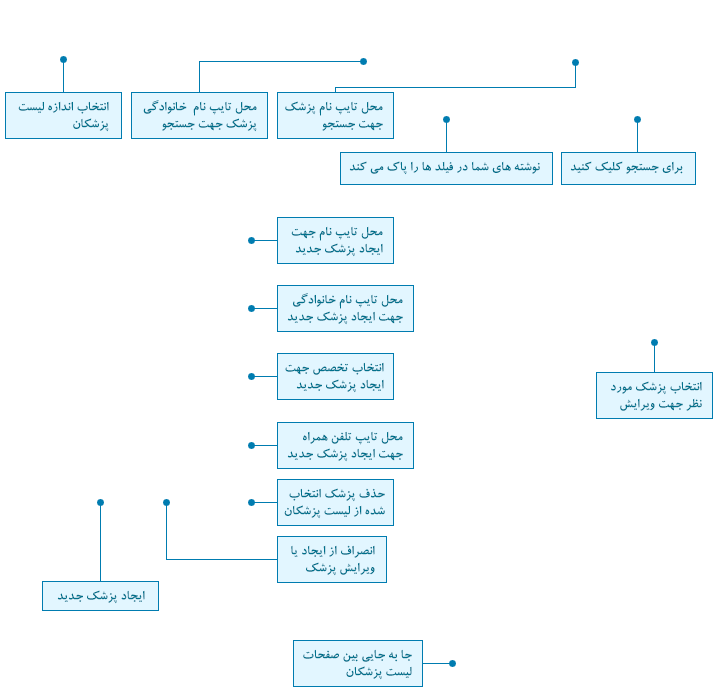 محل تایپ نام پزشک
جهت جستجو
محل تایپ نام خانوادگی
پزشک جهت جستجو
انتخاب اندازه لیست
پزشکان
برای جستجو کلیک کنید
نوشته های شما در فیلد ها را پاک می کند
محل تایپ نام جهت
ایجاد پزشک جدید
محل تایپ نام خانوادگی
جهت ایجاد پزشک جدید
انتخاب تخصص جهت
ایجاد پزشک جدید
انتخاب پزشک مورد
نظر جهت ویرایش
محل تایپ تلفن همراه
جهت ایجاد پزشک جدید
حذف پزشک انتخاب
شده از لیست پزشکان
انصراف از ایجاد یا
ویرایش پزشک
ایجاد پزشک جدید
جا به جایی بین صفحات
لیست پزشکان